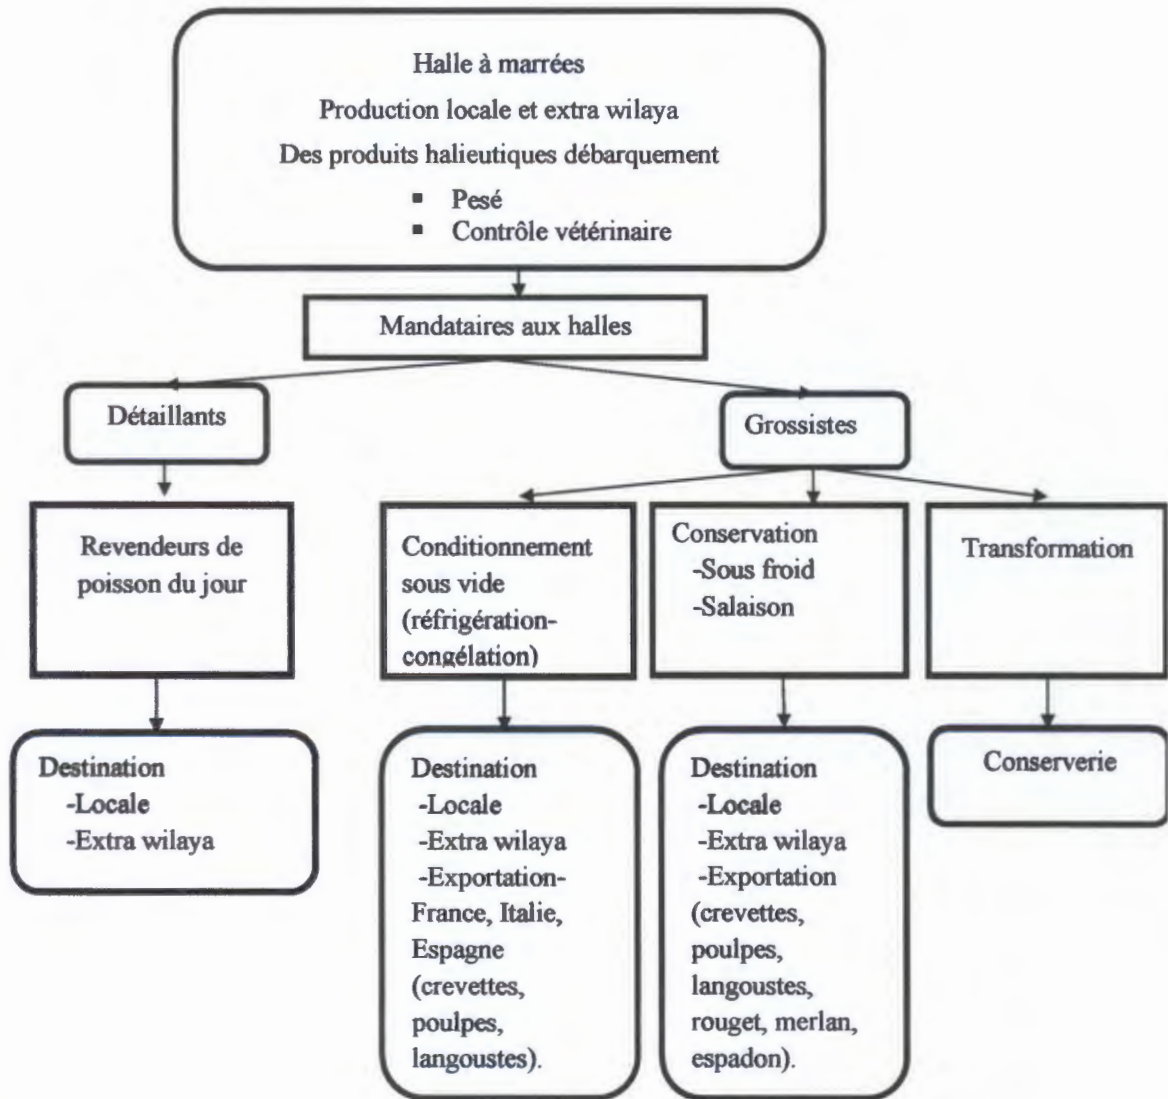 Halle à marrées
Production locale et extra wilaya
Des produits halieutiques débarquement
▪ Pesé
▪ Contrôle vétérinaire
Mandataires aux halles
Détaillants
Grossistes
Revendeurs de
poisson du jour
Conditionnement
sous vide
(réfrigération-
congélation)
Conservation
-Sous froid
-Salaison
Transformation
Destination
-Locale
-Extra wilaya
Destination
-Locale
-Extra wilaya
-Exportation-
France, Italie,
Espagne
(crevettes,
poulpes,
langoustes).
Destination
-Locale
-Extra wilaya
-Exportation
(crevettes,
poulpes,
langoustes,
rouget, merlan,
espadon).
Conserverie